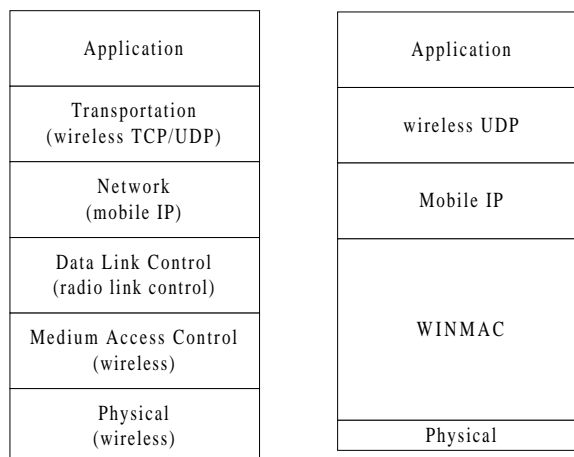 Application
Transportation
(wireless TCP/UDP)
Network
(mobile IP)
Data Link Control
(radio link control)
Medium Access Control
(wireless)
Physical
(wireless)
Application
wireless UDP
Mobile IP
WINMAC
Physical